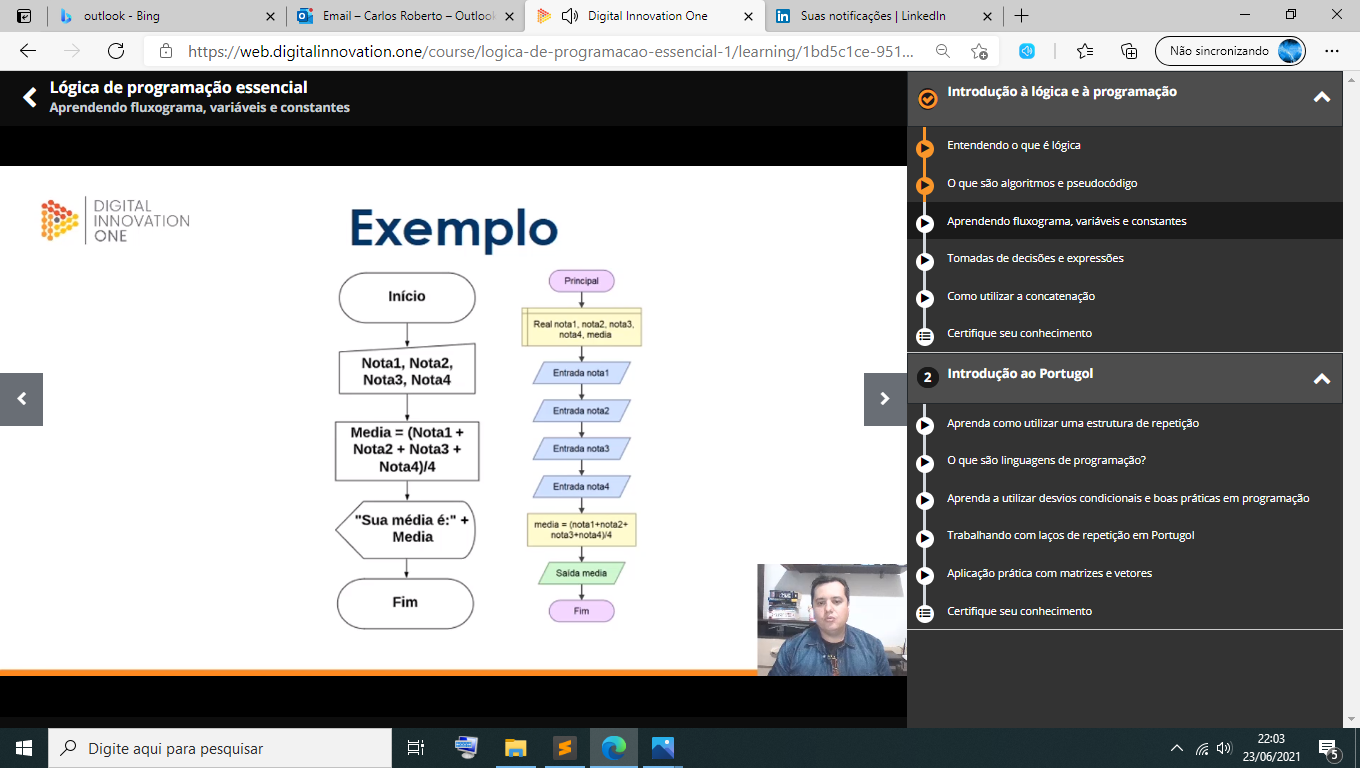 outlook - Bing
Email – Carlos Roberto – Outlook
Digital Innovation One
Suas notificações | LinkedIn
https://web.digitalinnovation.one/course/logica-de-programacao-essencial-1/learning/1bd5c1ce-951...
Não sincronizando
Lógica de programação essencial
Aprendendo fluxograma, variáveis e constantes
DIGITAL
INNOVATION
ONE
Exemplo
Início
Nota1, Nota2,
Nota3, Nota4
Media = (Nota1 +
Nota2 + Nota3 +
Nota4)/4
"Sua média é:" +
Media
Fim
Principal
Real nota1, nota2, nota3,
nota4, media
Entrada nota1
Entrada nota2
Entrada nota3
Entrada nota4
media = (nota1+nota2+
nota3+nota4)/4
Saída media
Fim
Introdução à lógica e à programação
Entendendo o que é lógica
O que são algoritmos e pseudocódigo
Aprendendo fluxograma, variáveis e constantes
Tomadas de decisões e expressões
Como utilizar a concatenação
Certifique seu conhecimento
2
Introdução ao Portugol
Aprenda como utilizar uma estrutura de repetição
O que são linguagens de programação?
Aprenda a utilizar desvios condicionais e boas práticas em programação
Trabalhando com laços de repetição em Portugol
Aplicação prática com matrizes e vetores
Certifique seu conhecimento
Digite aqui para pesquisar
22:03
23/06/2021
5